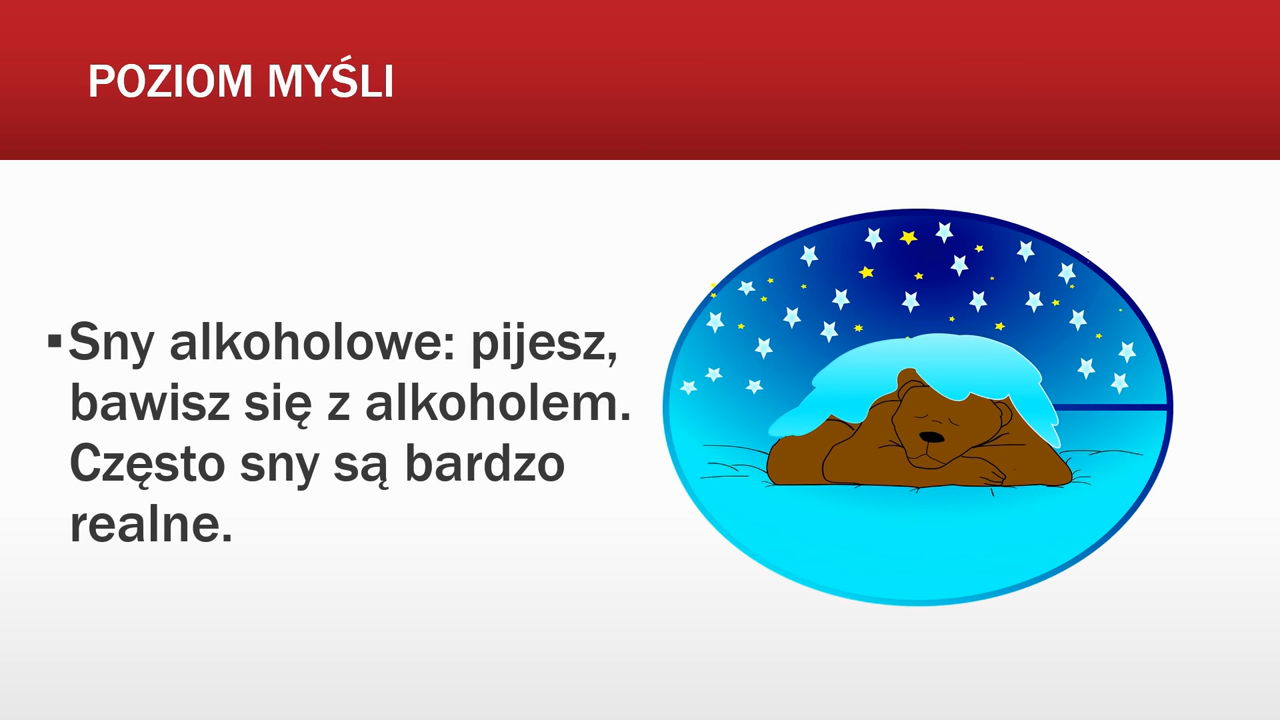 POZIOM MYŚLI
▪Sny alkoholowe: pijesz,
bawisz się z alkoholem.
Często sny są bardzo
realne.